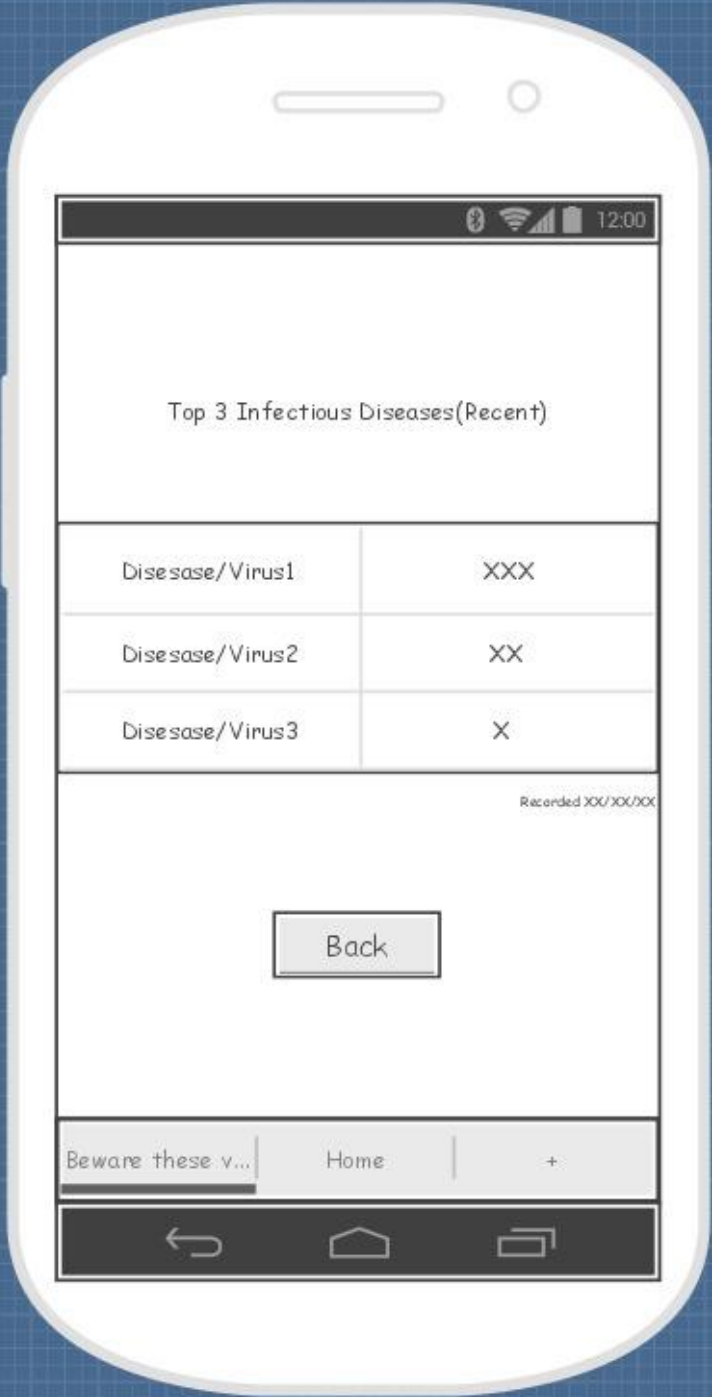 12:00
Top 3 Infectious Diseases(Recent)
Disesase/Virus1 XXX
Disesase/Virus2 XX
Disesase/Virus3 X
Recorded XX/XX/XX
Back
Beware these v... Home +